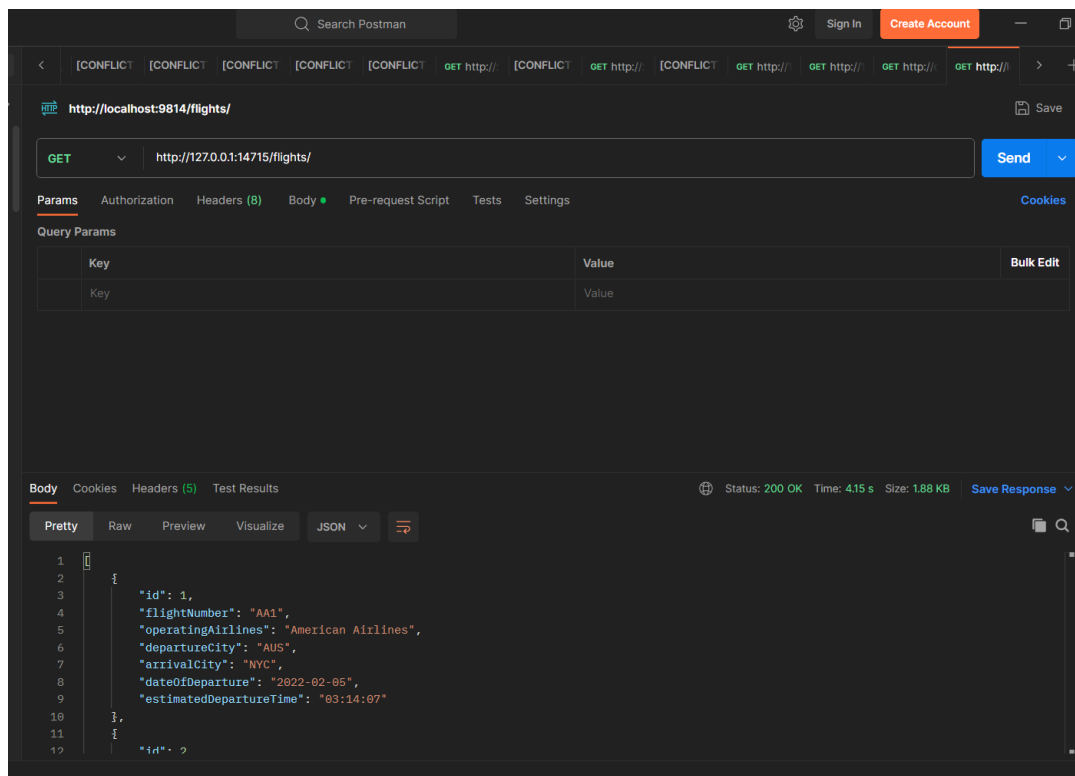 Search Postman
Sign In
Create Account
[CONFLICT
[CONFLICT
[CONFLICT
[CONFLICT
[CONFLICT
GET http://
[CONFLICT
GET http://
[CONFLICT
GET http://
GET http://
GET http://
GET http://l
HTTP http://localhost:9814/flights/
Save
GET
http://127.0.0.1:14715/flights/
Send
Params Authorization Headers (8) Body Pre-request Script Tests Settings
Cookies
Query Params
Key Value Bulk Edit
Key Value
Body Cookies Headers (5) Test Results
Status: 200 OK Time: 4.15 s Size: 1.88 KB Save Response
Pretty Raw Preview Visualize JSON
1 [
2 {
3 "id": 1,
4 "flightNumber": "AA1",
5 "operatingAirlines": "American Airlines",
6 "departureCity": "AUS",
7 "arrivalCity": "NYC",
8 "dateOfDeparture": "2022-02-05",
9 "estimatedDepartureTime": "03:14:07"
10 },
11 {
12 "id": 2